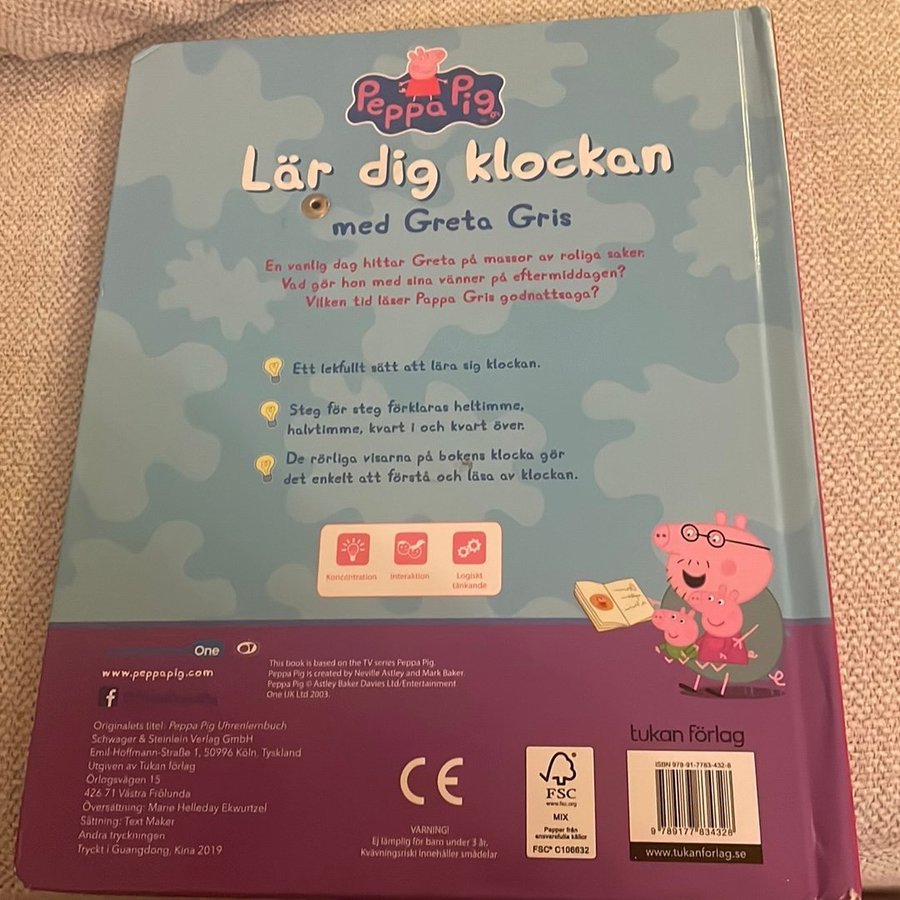 Peppa Pig
Lär dig klockan
med Greta Gris
En vanlig dag hittar Greta på massor av roliga saker.
Vad gör hon med sina vänner på eftermiddagen?
Vilken tid läser Pappa Gris godnattsaga?
Ett lekfullt sätt att lära sig klockan.
Steg för steg förklaras heltimme,
halvtimme, kvart i och kvart över.
De rörliga visarna på bokens klocka gör
det enkelt att förstå och läsa av klockan.
Koncentration
Interaktion
Logiskt
tänkande
One
www.peppapig.com
This book is based on the TV series Peppa Pig.
Peppa Pig is created by Neville Astley and Mark Baker.
Peppa Pig © Astley Baker Davies Ltd/Entertainment
One UK Ltd 2003.
Originalets titel: Peppa Pig Uhrenlernbuch
Schwager & Steinlein Verlag GmbH
Emil-Hoffmann-Straße 1, 50996 Köln, Tyskland
Utgiven av Tukan förlag
Örlogsvägen 15
426 71 Västra Frölunda
Översättning: Marie Helleday Ekwurtzel
Sättning: Text Maker
Andra tryckningen
Tryckt i Guangdong, Kina 2019
CE
VARNING!
Ej lämplig för barn under 3 år.
Kvävningsrisk! Innehåller smådelar
FSC
www.fsc.org
MIX
Papper från
ansvarsfulla källor
FSC® C106632
tukan förlag
ISBN 978-91-7783-432-8
9 789177 834328
www.tukanforlag.se